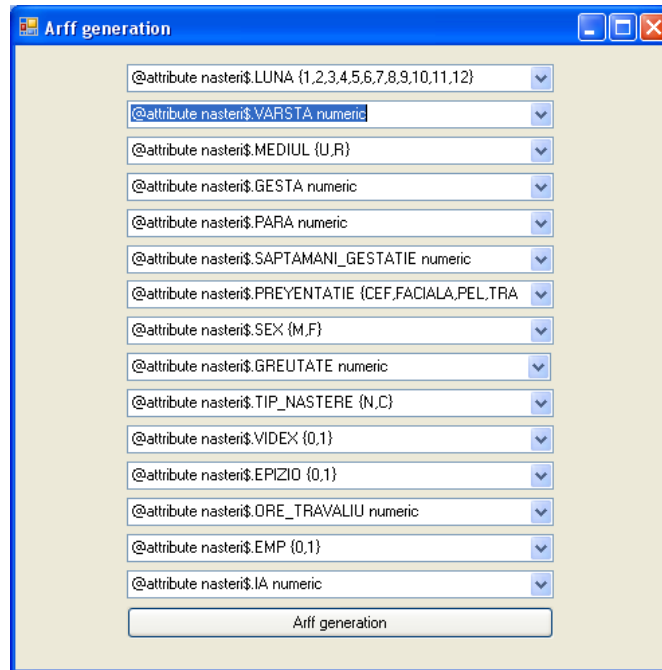 Arff generation
@attribute nasteri$.LUNA {1,2,3,4,5,6,7,8,9,10,11,12}
@attribute nasteri$.VARSTA numeric
@attribute nasteri$.MEDIUL {U,R}
@attribute nasteri$.GESTA numeric
@attribute nasteri$.PARA numeric
@attribute nasteri$.SAPTAMANI_GESTATIE numeric
@attribute nasteri$.PREYENTATIE {CEF,FACIALA,PEL,TRA
@attribute nasteri$.SEX {M,F}
@attribute nasteri$.GREUTATE numeric
@attribute nasteri$.TIP_NASTERE {N,C}
@attribute nasteri$.VIDEX {0,1}
@attribute nasteri$.EPIZIO {0,1}
@attribute nasteri$.ORE_TRAVALIU numeric
@attribute nasteri$.EMP {0,1}
@attribute nasteri$.IA numeric
Arff generation